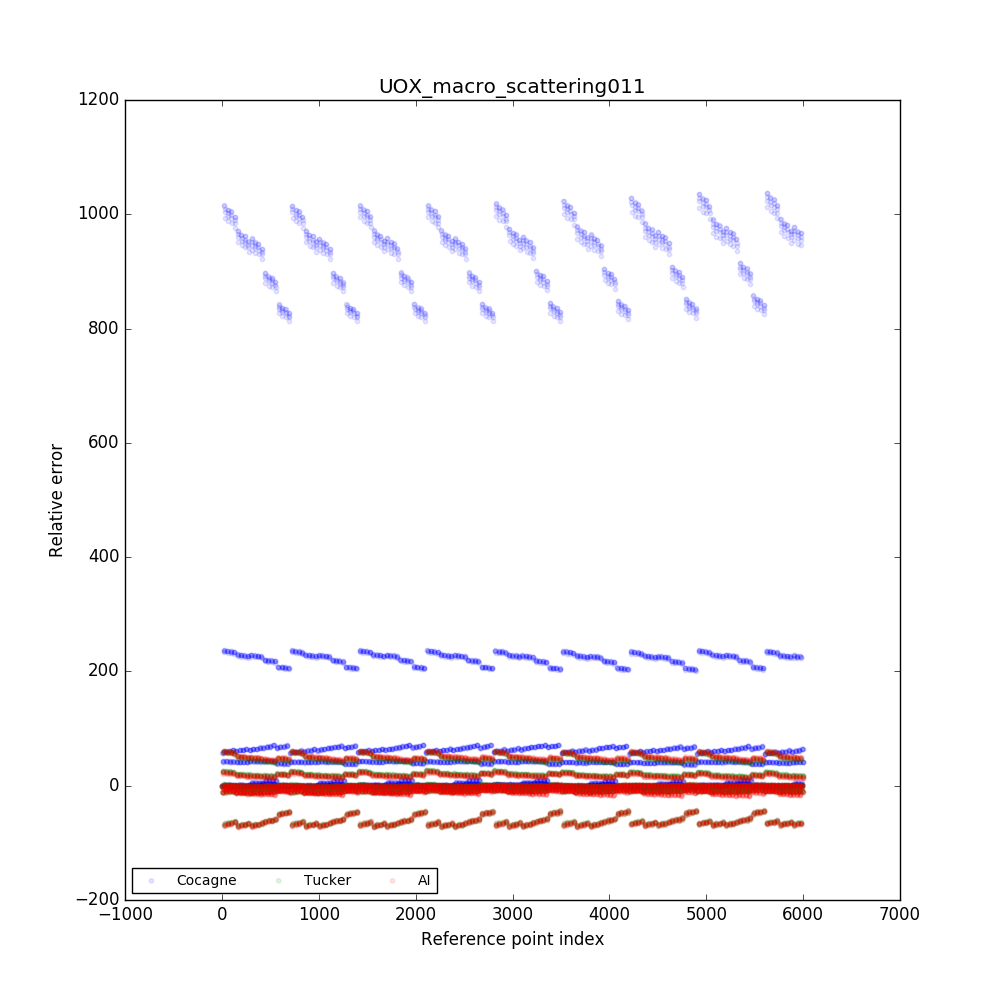 UOX_macro_scattering011
1200
1000
800
600
400
200
0
−200
Relative error
Cocagne Tucker AI
−1000 0 1000 2000 3000 4000 5000 6000 7000
Reference point index